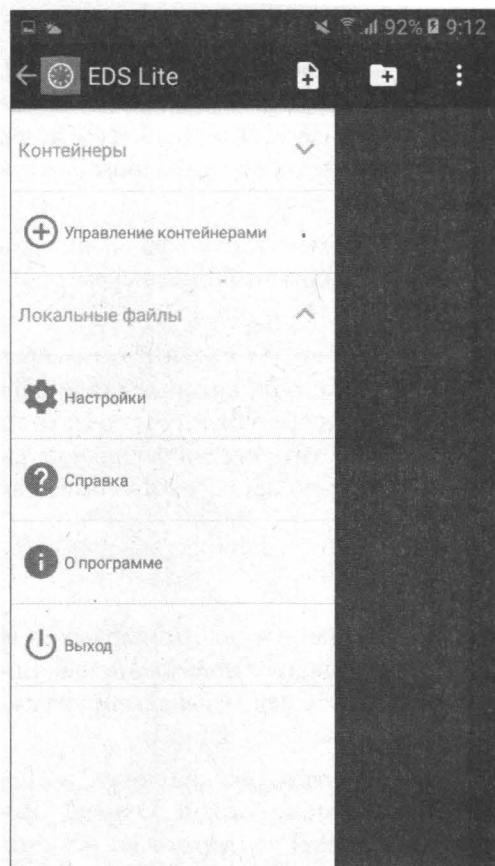 92% 9:12
EDS Lite
Контейнеры
Управление контейнерами
Локальные файлы
Настройки
Справка
О программе
Выход